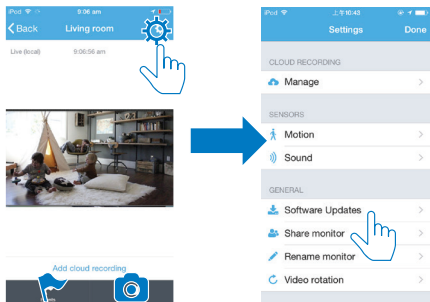 iPod 9:06 am
Back Living room
Live (local) 9:06:56 am
Add cloud recording
iPod 上午10:43
Settings Done
CLOUD RECORDING
Manage
SENSORS
Motion
Sound
GENERAL
Software Updates
Share monitor
Rename monitor
Video rotation